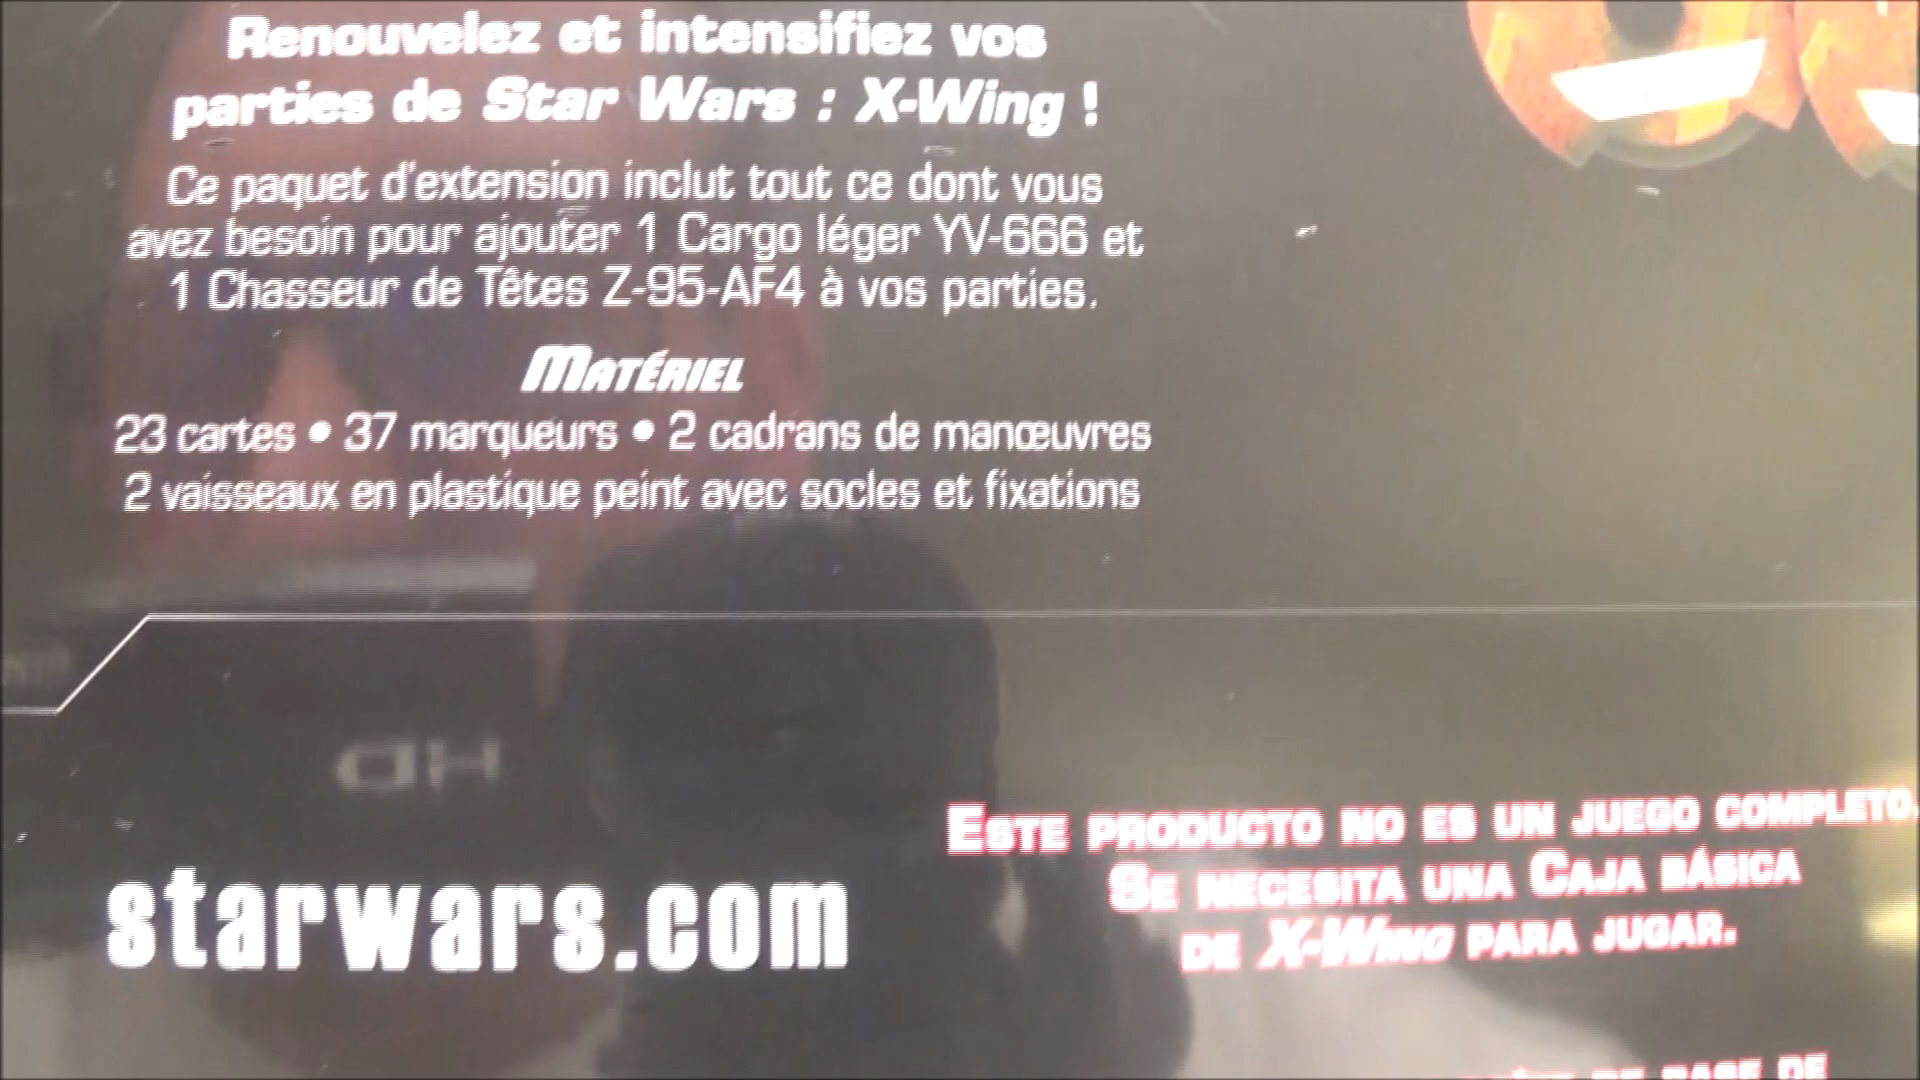 Renouvelez et intensifiez vos
parties de Star Wars : X-Wing !
Ce paquet d'extension inclut tout ce dont vous
avez besoin pour ajouter 1 Cargo léger YV-666 et
1 Chasseur de Têtes Z-95-AF4 à vos parties.
MATÉRIEL
23 cartes • 37 marqueurs • 2 cadrans de manœuvres
2 vaisseaux en plastique peint avec socles et fixations
starwars.com
ESTE PRODUCTO NO ES UN JUEGO COMPLETO.
SE NECESITA UNA CAJA BÁSICA
DE X-WING PARA JUGAR.
DE BASE DE